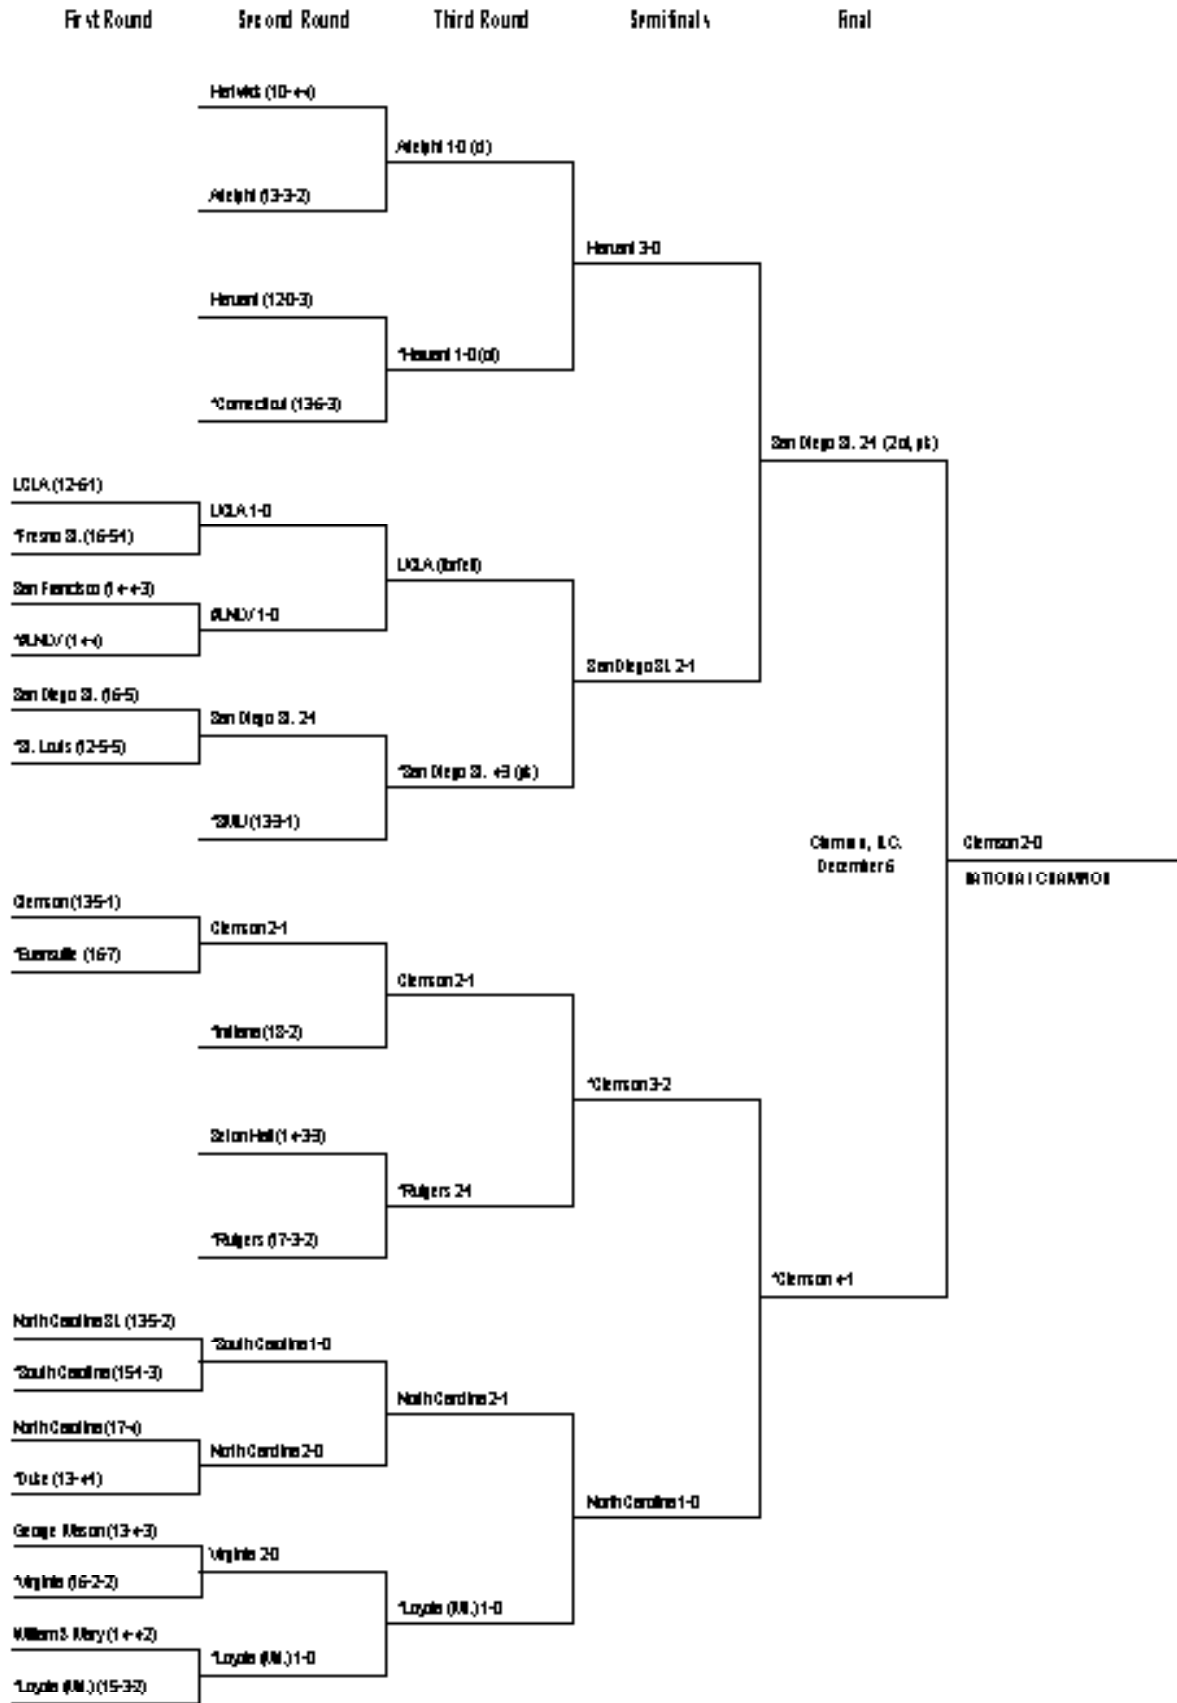 First Round
Second Round
Third Round
Semifinals
Final
Hartwick (10-4-4)
Adelphi 1-0 (ot)
Adelphi (13-3-2)
Harvard 3-0
Harvard (12-0-3)
*Harvard 1-0 (ot)
*Connecticut (13-6-3)
San Diego St. 2-1 (2ot, pk)
UCLA (12-6-1)
UCLA 1-0
*Fresno St. (16-5-1)
UCLA (forfeit)
San Francisco (14-4-3)
#UNLV 1-0
*#UNLV (14-4)
San Diego St. 2-1
San Diego St. (16-5)
San Diego St. 2-1
*St. Louis (12-5-5)
*San Diego St. 4-3 (pk)
*SMU (13-3-1)
Clemson, S.C.
December 6
Clemson 2-0
NATIONAL CHAMPION
Clemson (13-5-1)
Clemson 2-1
*Evansville (16-7)
Clemson 2-1
*Indiana (18-2)
*Clemson 3-2
Seton Hall (14-3-3)
*Rutgers 2-1
*Rutgers (17-3-2)
*Clemson 4-1
North Carolina St. (13-5-2)
*South Carolina 1-0
*South Carolina (15-1-3)
North Carolina 2-1
North Carolina (17-4)
North Carolina 2-0
*Duke (13-4-1)
North Carolina 1-0
George Mason (13-4-3)
*Virginia 2-0
*Virginia (16-2-2)
*Loyola (Md.) 1-0
William & Mary (14-4-2)
*Loyola (Md.) 1-0
*Loyola (Md.) (15-3-2)